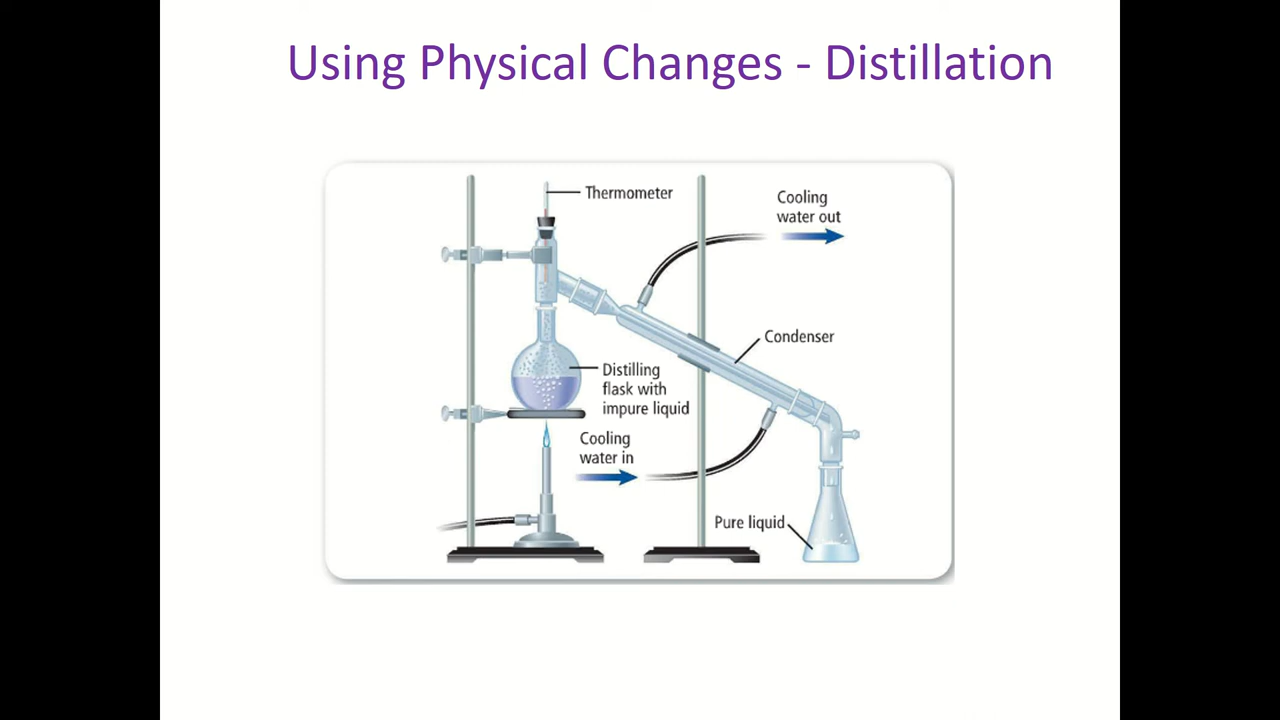 Using Physical Changes - Distillation
Thermometer
Cooling
water out
Condenser
Distilling
flask with
impure liquid
Cooling
water in
Pure liquid